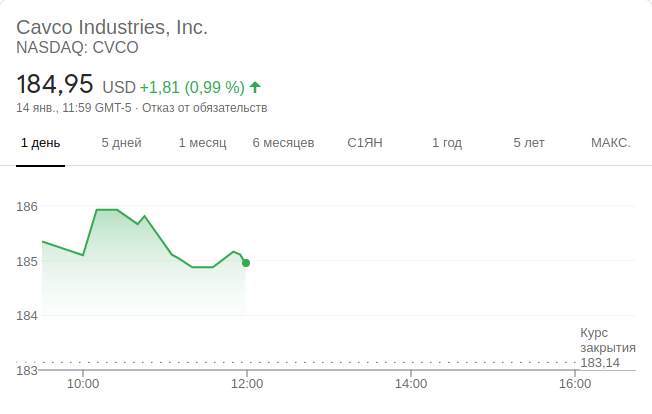 Cavco Industries, Inc.
NASDAQ: CVCO
184,95 USD +1,81 (0,99 %)
14 янв., 11:59 GMT-5 · Отказ от обязательств
1 день 5 дней 1 месяц 6 месяцев С1ЯН 1 год 5 лет МАКС.
186
185
184
Курс
закрытия
183,14
183
10:00 12:00 14:00 16:00